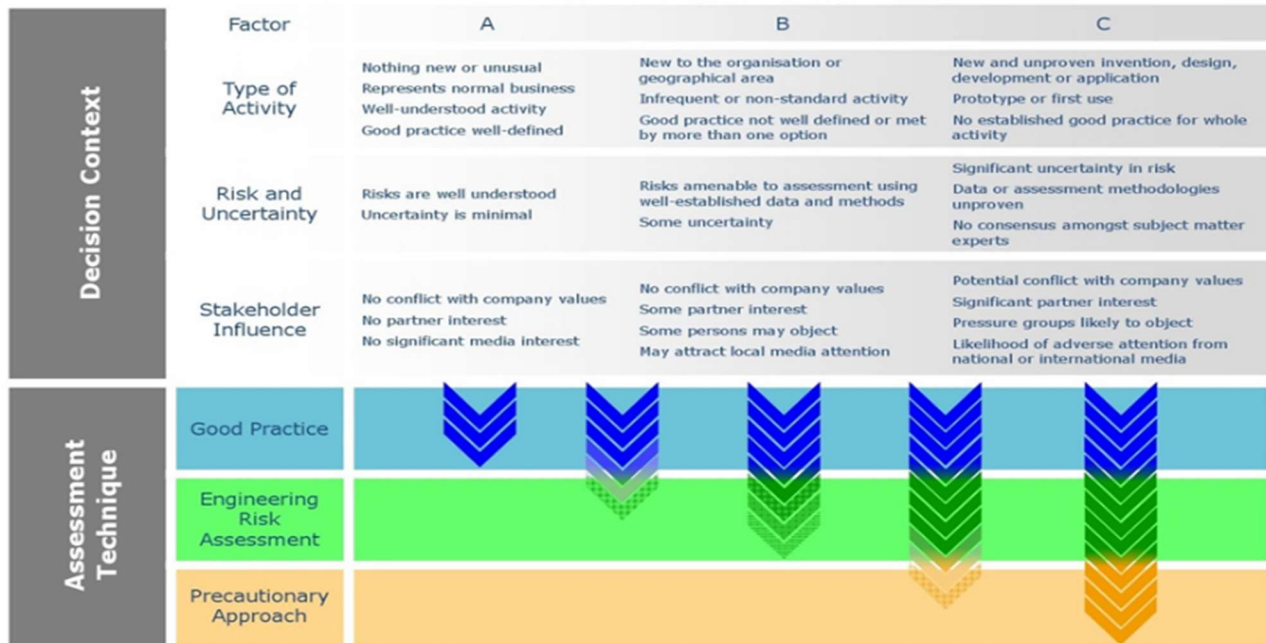 Decision Context
Factor
A
B
C
Type of
Activity
Nothing new or unusual
Represents normal business
Well-understood activity
Good practice well-defined
New to the organisation or
geographical area
Infrequent or non-standard activity
Good practice not well defined or met
by more than one option
New and unproven invention, design,
development or application
Prototype or first use
No established good practice for whole
activity
Risk and
Uncertainty
Risks are well understood
Uncertainty is minimal
Risks amenable to assessment using
well-established data and methods
Some uncertainty
Significant uncertainty in risk
Data or assessment methodologies
unproven
No consensus amongst subject matter
experts
Stakeholder
Influence
No conflict with company values
No partner interest
No significant media interest
No conflict with company values
Some partner interest
Some persons may object
May attract local media attention
Potential conflict with company values
Significant partner interest
Pressure groups likely to object
Likelihood of adverse attention from
national or international media
Assessment
Technique
Good Practice
Engineering
Risk
Assessment
Precautionary
Approach